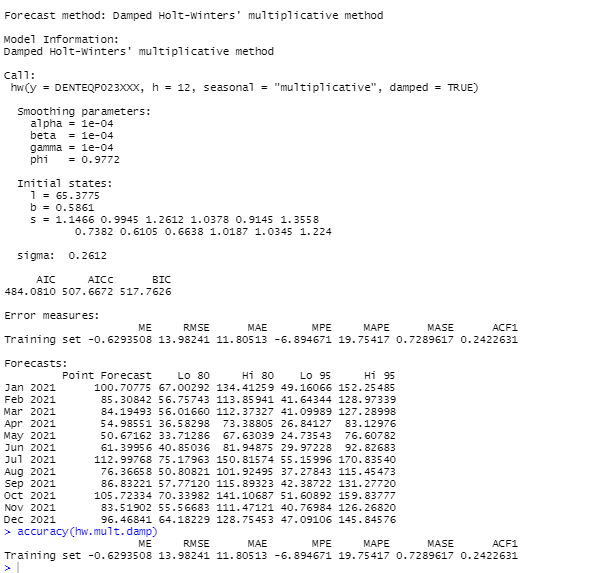 Forecast method: Damped Holt-Winters' multiplicative method
Model Information:
Damped Holt-Winters' multiplicative method
Call:
hw(y = DENTEQP023XXX, h = 12, seasonal = "multiplicative", damped = TRUE)
Smoothing parameters:
alpha = 1e-04
beta  = 1e-04
gamma = 1e-04
phi   = 0.9772
Initial states:
l = 65.3775
b = 0.5861
s = 1.1466 0.9945 1.2612 1.0378 0.9145 1.3558
0.7382 0.6105 0.6638 1.0187 1.0345 1.224
sigma:  0.2612
AIC     AICc      BIC
484.0810 507.6672 517.7626
Error measures:
ME     RMSE      MAE       MPE     MAPE      MASE      ACF1
Training set -0.6293508 13.98241 11.80513 -6.894671 19.75417 0.7289617 0.2422631
Forecasts:
Point Forecast    Lo 80     Hi 80    Lo 95     Hi 95
Jan 2021      100.70775 67.00292 134.41259 49.16066 152.25485
Feb 2021       85.30842 56.75743 113.85941 41.64344 128.97339
Mar 2021       84.19493 56.01660 112.37327 41.09989 127.28998
Apr 2021       54.98551 36.58298  73.38805 26.84127  83.12976
May 2021       50.67162 33.71286  67.63039 24.73543  76.60782
Jun 2021       61.39956 40.85036  81.94875 29.97228  92.82683
Jul 2021      112.99768 75.17963 150.81574 55.15996 170.83540
Aug 2021       76.36658 50.80821 101.92495 37.27843 115.45473
Sep 2021       86.83221 57.77120 115.89323 42.38722 131.27720
Oct 2021      105.72334 70.33982 141.10687 51.60892 159.83777
Nov 2021       83.51902 55.56683 111.47121 40.76984 126.26820
Dec 2021       96.46841 64.18229 128.75453 47.09106 145.84576
> accuracy(hw.mult.damp)
ME     RMSE      MAE       MPE     MAPE      MASE      ACF1
Training set -0.6293508 13.98241 11.80513 -6.894671 19.75417 0.7289617 0.2422631
>